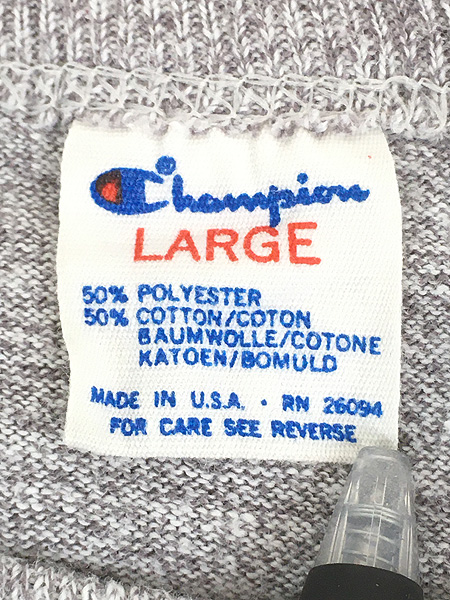 Champion
LARGE
50% POLYESTER
50% COTTON/COTON
BAUMWOLLE/COTONE
KATOEN/BOMULD
MADE IN U.S.A. · RN 26094
FOR CARE SEE REVERSE